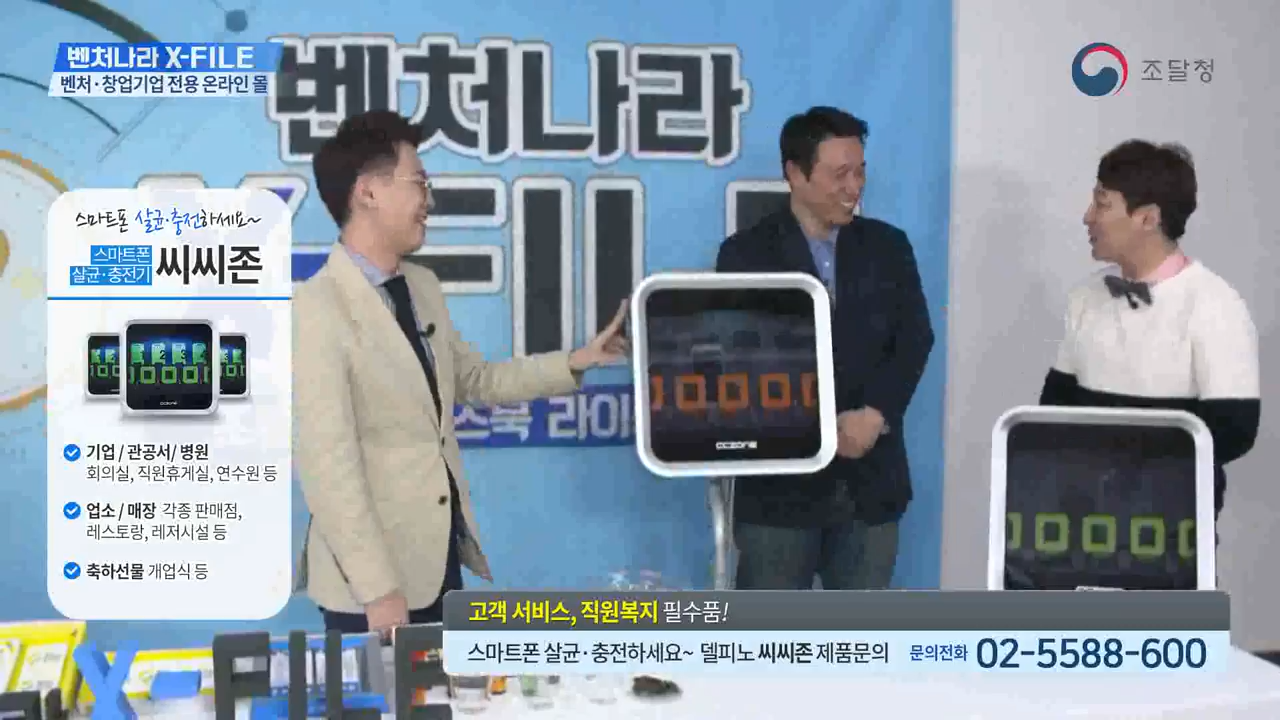 벤처나라 X-FILE
벤처·창업기업 전용 온라인 몰
조달청
벤처나라
X-FILE
스마트폰 살균·충전하세요~
스마트폰
살균·충전기
씨씨존
기업 / 관공서/ 병원
회의실, 직원휴게실, 연수원 등
업소 / 매장 각종 판매점,
레스토랑, 레저시설 등
축하선물 개업식 등
고객 서비스, 직원복지 필수품!
스마트폰 살균·충전하세요~ 델피노 씨씨존 제품문의 문의전화 02-5588-600
X-FILE